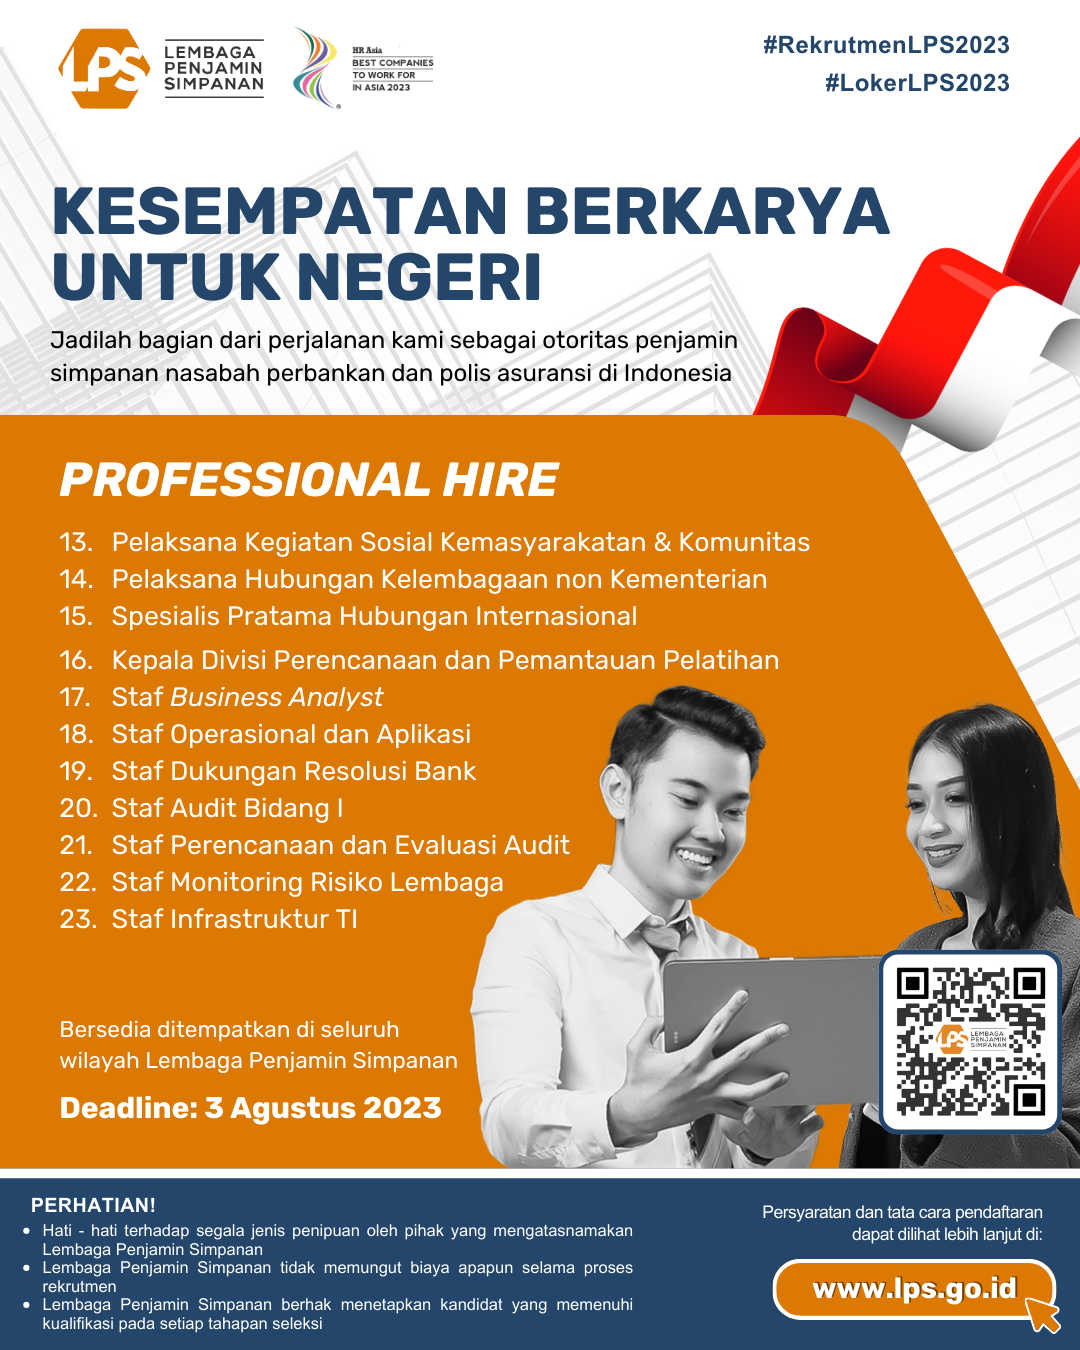 LPS
LEMBAGA
PENJAMIN
SIMPANAN
HR Asia
BEST COMPANIES
TO WORK FOR
IN ASIA 2023
#RekrutmenLPS2023
#LokerLPS2023
KESEMPATAN BERKARYA
UNTUK NEGERI
Jadilah bagian dari perjalanan kami sebagai otoritas penjamin
simpanan nasabah perbankan dan polis asuransi di Indonesia
PROFESSIONAL HIRE
13. Pelaksana Kegiatan Sosial Kemasyarakatan & Komunitas
14. Pelaksana Hubungan Kelembagaan non Kementerian
15. Spesialis Pratama Hubungan Internasional
16. Kepala Divisi Perencanaan dan Pemantauan Pelatihan
17. Staf Business Analyst
18. Staf Operasional dan Aplikasi
19. Staf Dukungan Resolusi Bank
20. Staf Audit Bidang I
21. Staf Perencanaan dan Evaluasi Audit
22. Staf Monitoring Risiko Lembaga
23. Staf Infrastruktur TI
Bersedia ditempatkan di seluruh
wilayah Lembaga Penjamin Simpanan
Deadline: 3 Agustus 2023
LPS
LEMBAGA
PENJAMIN
SIMPANAN
PERHATIAN!
• Hati - hati terhadap segala jenis penipuan oleh pihak yang mengatasnamakan
Lembaga Penjamin Simpanan
• Lembaga Penjamin Simpanan tidak memungut biaya apapun selama proses
rekrutmen
• Lembaga Penjamin Simpanan berhak menetapkan kandidat yang memenuhi
kualifikasi pada setiap tahapan seleksi
Persyaratan dan tata cara pendaftaran
dapat dilihat lebih lanjut di:
www.lps.go.id